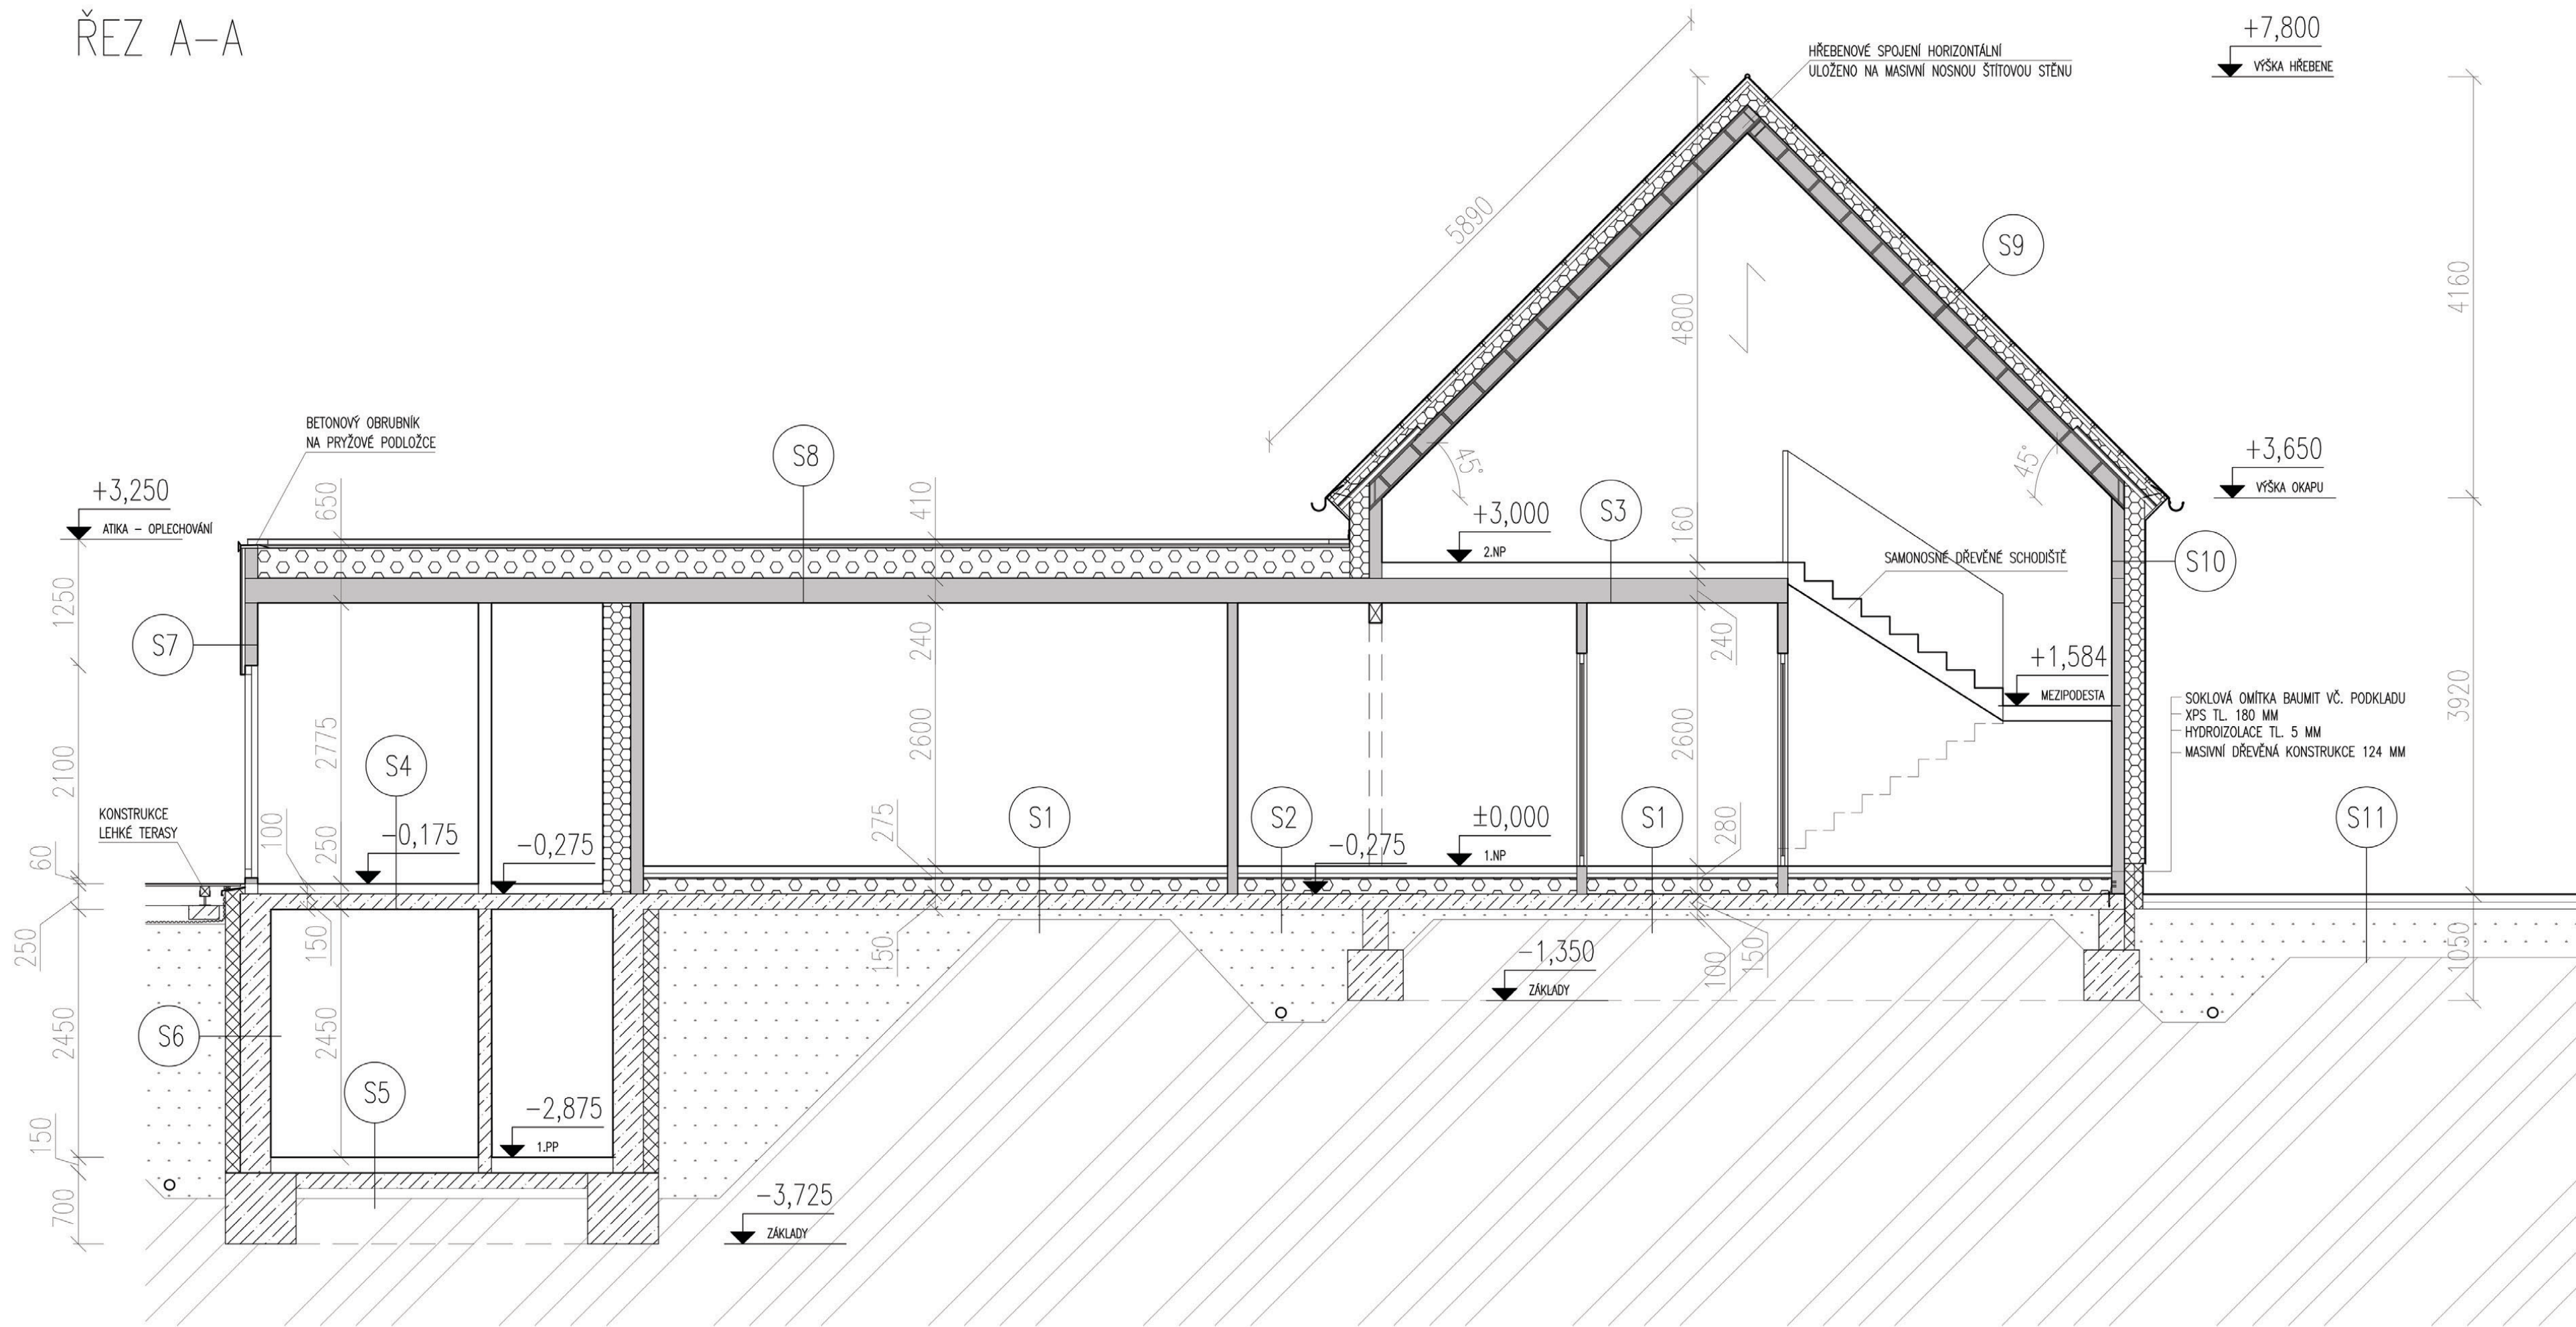 ŘEZ A–A
+7,800
VÝŠKA HŘEBENE
HŘEBENOVÉ SPOJENÍ HORIZONTÁLNÍ
ULOŽENO NA MASIVNÍ NOSNOU ŠTÍTOVOU STĚNU
5890
S9
4800
4160
BETONOVÝ OBRUBNÍK
NA PRYŽOVÉ PODLOŽCE
S8
45°
45°
+3,650
VÝŠKA OKAPU
+3,250
ATIKA – OPLECHOVÁNÍ
650
410
+3,000
2.NP
S3
160
SAMONOSNÉ DŘEVĚNÉ SCHODIŠTĚ
S10
1250
S7
240
240
+1,584
MEZIPODESTA
3920
SOKLOVÁ OMÍTKA BAUMIT VČ. PODKLADU
XPS TL. 180 MM
HYDROIZOLACE TL. 5 MM
MASIVNÍ DŘEVĚNÁ KONSTRUKCE 124 MM
2100
2775
2600
2600
S4
KONSTRUKCE
LEHKÉ TERASY
100
250
–0,175
–0,275
275
S1
S2
–0,275
±0,000
1.NP
S1
280
S11
60
250
150
150
–1,350
ZÁKLADY
100
150
1050
2450
S6
2450
S5
–2,875
1.PP
150
700
–3,725
ZÁKLADY